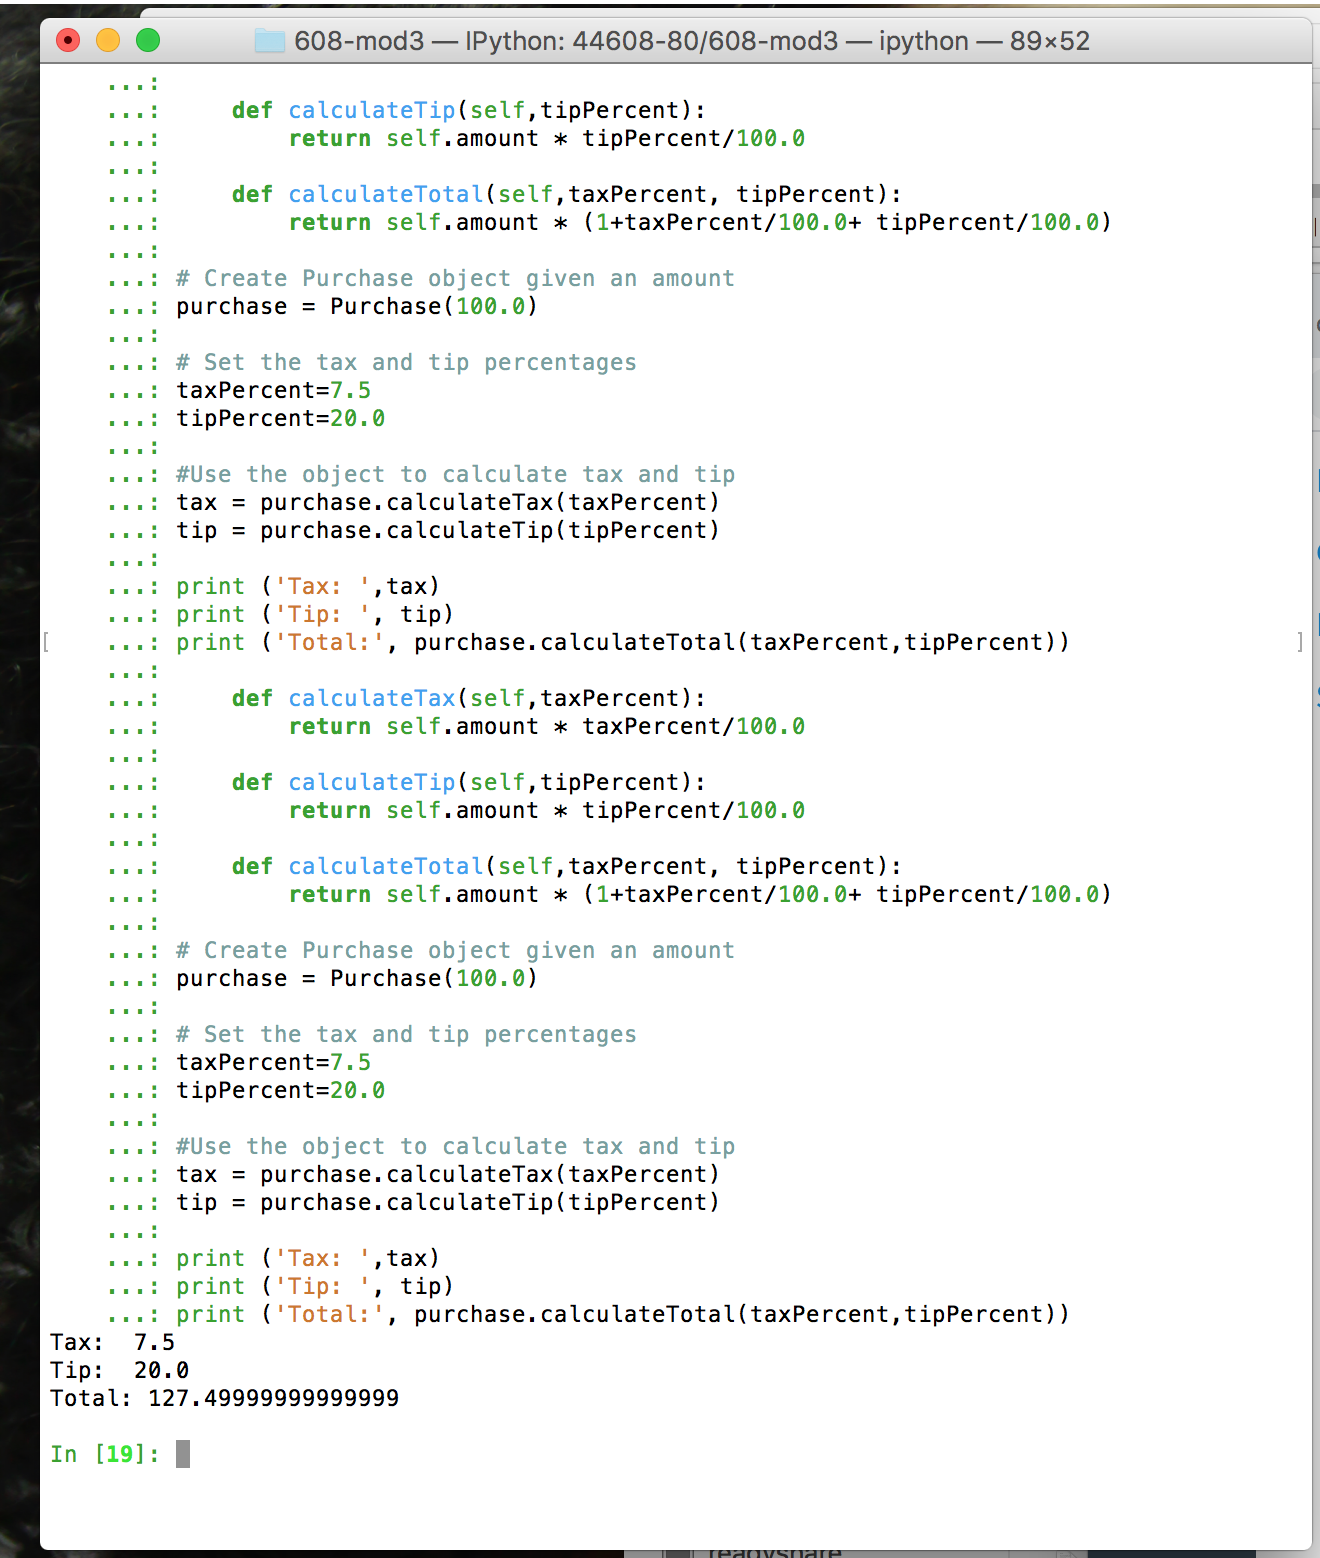 608-mod3 — IPython: 44608-80/608-mod3 — ipython — 89×52
...:
...:     def calculateTip(self,tipPercent):
...:         return self.amount * tipPercent/100.0
...:
...:     def calculateTotal(self,taxPercent, tipPercent):
...:         return self.amount * (1+taxPercent/100.0+ tipPercent/100.0)
...:
...: # Create Purchase object given an amount
...: purchase = Purchase(100.0)
...:
...: # Set the tax and tip percentages
...: taxPercent=7.5
...: tipPercent=20.0
...:
...: #Use the object to calculate tax and tip
...: tax = purchase.calculateTax(taxPercent)
...: tip = purchase.calculateTip(tipPercent)
...:
...: print ('Tax: ',tax)
...: print ('Tip: ', tip)
[ ...: print ('Total:', purchase.calculateTotal(taxPercent,tipPercent)) ]
...:
...:     def calculateTax(self,taxPercent):
...:         return self.amount * taxPercent/100.0
...:
...:     def calculateTip(self,tipPercent):
...:         return self.amount * tipPercent/100.0
...:
...:     def calculateTotal(self,taxPercent, tipPercent):
...:         return self.amount * (1+taxPercent/100.0+ tipPercent/100.0)
...:
...: # Create Purchase object given an amount
...: purchase = Purchase(100.0)
...:
...: # Set the tax and tip percentages
...: taxPercent=7.5
...: tipPercent=20.0
...:
...: #Use the object to calculate tax and tip
...: tax = purchase.calculateTax(taxPercent)
...: tip = purchase.calculateTip(tipPercent)
...:
...: print ('Tax: ',tax)
...: print ('Tip: ', tip)
...: print ('Total:', purchase.calculateTotal(taxPercent,tipPercent))
Tax:  7.5
Tip:  20.0
Total: 127.49999999999999
In [19]:
readyshare